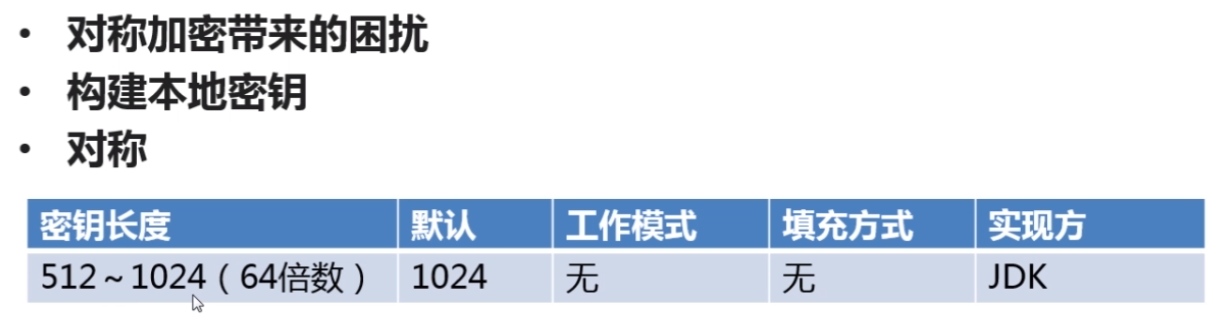 • 对称加密带来的困扰
• 构建本地密钥
• 对称
密钥长度 默认 工作模式 填充方式 实现方
512～1024（64倍数） 1024 无 无 JDK